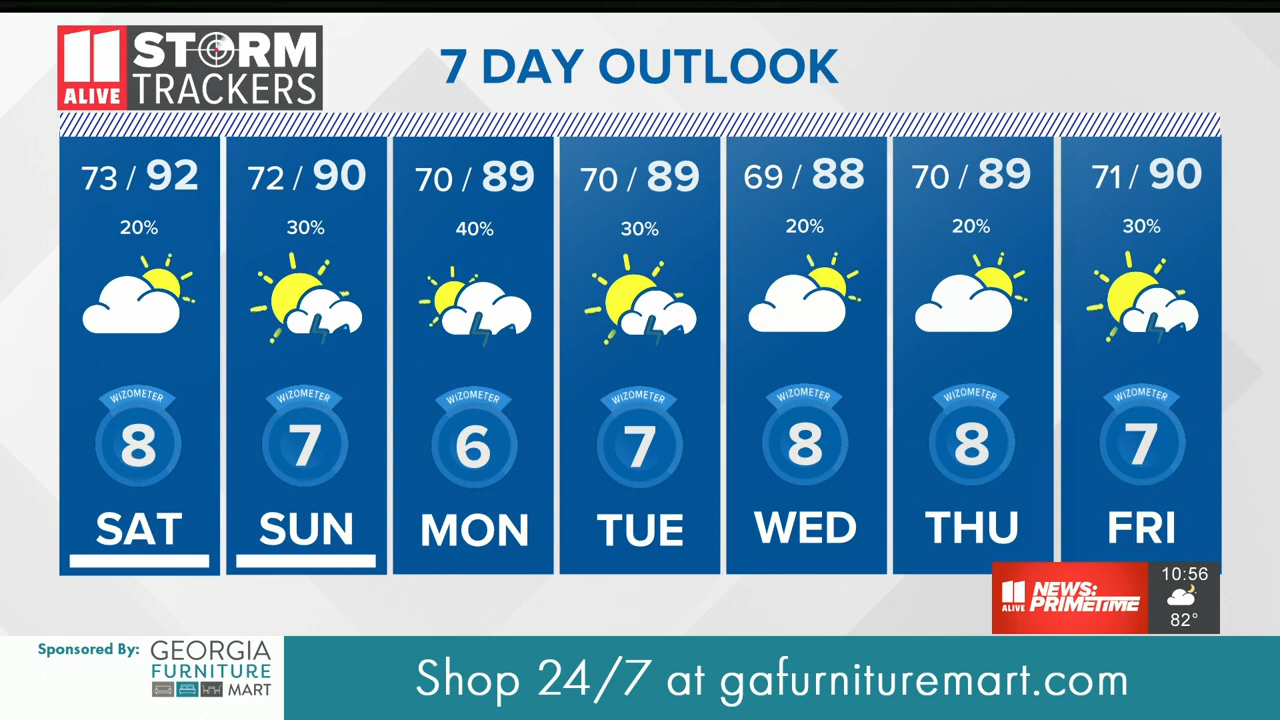 11 ALIVE
STORM
TRACKERS
7 DAY OUTLOOK
73 / 92
72 / 90
70 / 89
70 / 89
69 / 88
70 / 89
71 / 90
20%
30%
40%
30%
20%
20%
30%
WIZOMETER
WIZOMETER
WIZOMETER
WIZOMETER
WIZOMETER
WIZOMETER
WIZOMETER
8
7
6
7
8
8
7
SAT
SUN
MON
TUE
WED
THU
FRI
11 ALIVE
NEWS:
PRIMETIME
10:56
82°
Sponsored By:
GEORGIA
FURNITURE
MART
Shop 24/7 at gafurnituremart.com